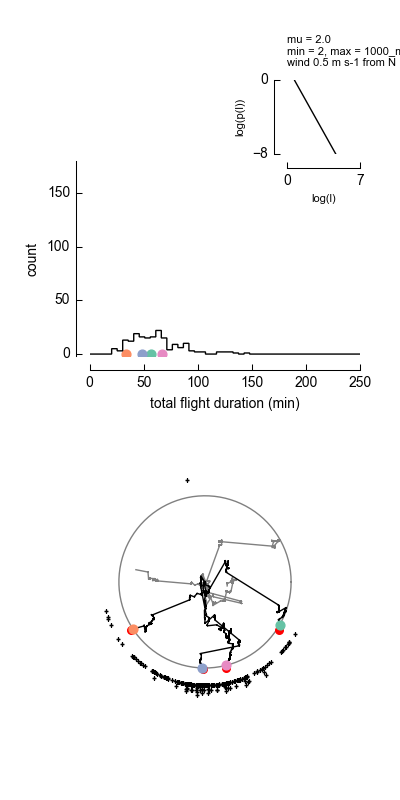 mu = 2.0
min = 2, max = 1000_m
wind 0.5 m s-1 from N
0
log(p(l))
−8
0 7
log(l)
150
100
count
50
0
0 50 100 150 200 250
total flight duration (min)